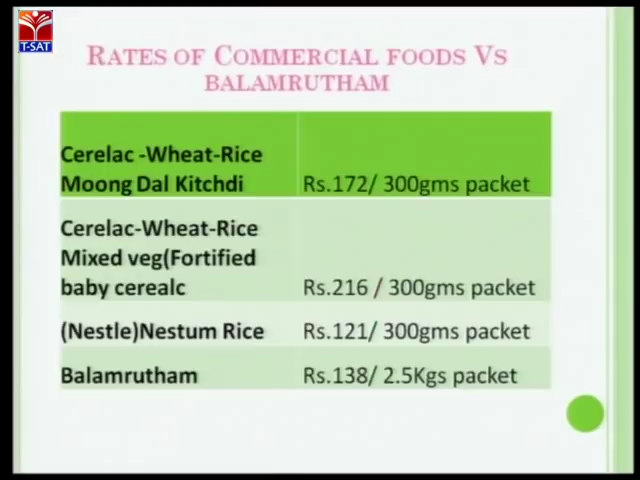 T-SAT
RATES OF COMMERCIAL FOODS VS
BALAMRUTHAM
Cerelac -Wheat-Rice
Moong Dal Kitchdi Rs.172/ 300gms packet
Cerelac-Wheat-Rice
Mixed veg(Fortified
baby cerealc Rs.216 / 300gms packet
(Nestle)Nestum Rice Rs.121/ 300gms packet
Balamrutham Rs.138/ 2.5Kgs packet